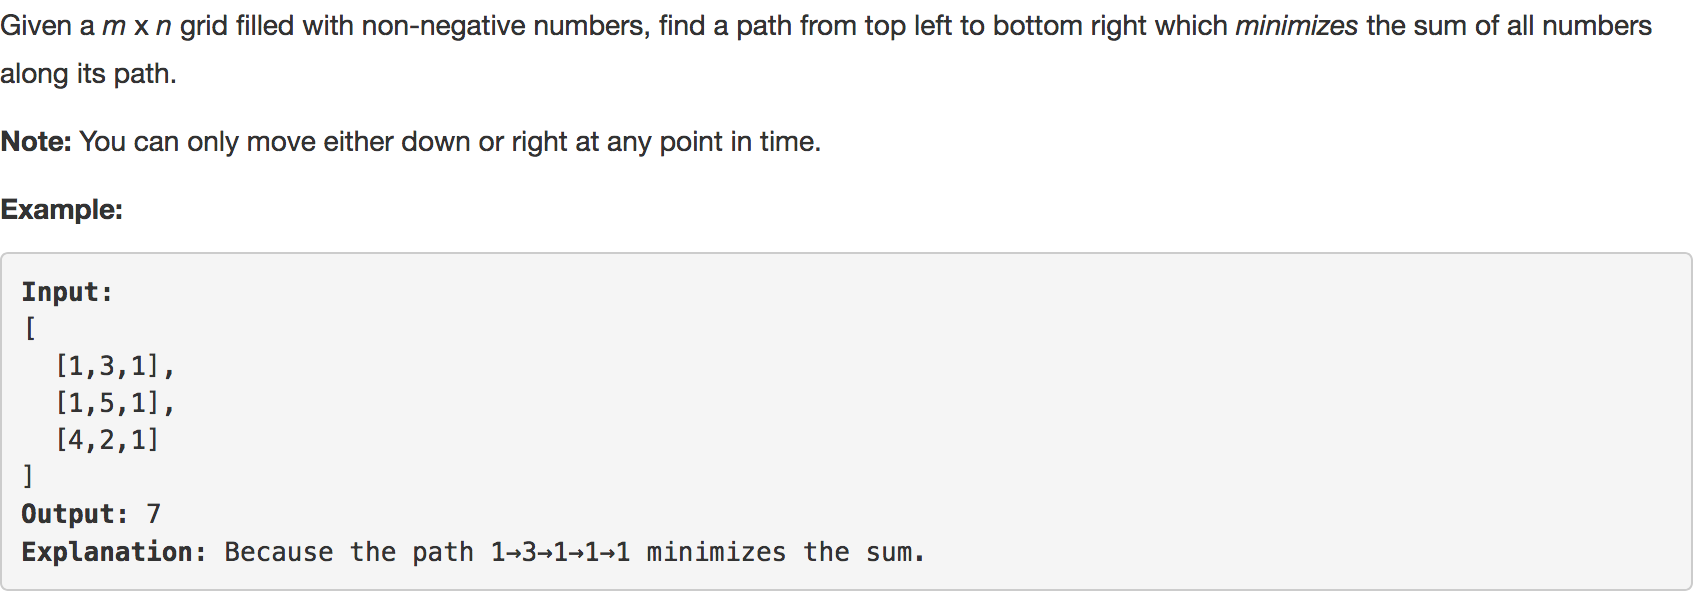 Given a m x n grid filled with non-negative numbers, find a path from top left to bottom right which minimizes the sum of all numbers
along its path.
Note: You can only move either down or right at any point in time.
Example:
Input:
[
  [1,3,1],
  [1,5,1],
  [4,2,1]
]
Output: 7
Explanation: Because the path 1→3→1→1→1 minimizes the sum.